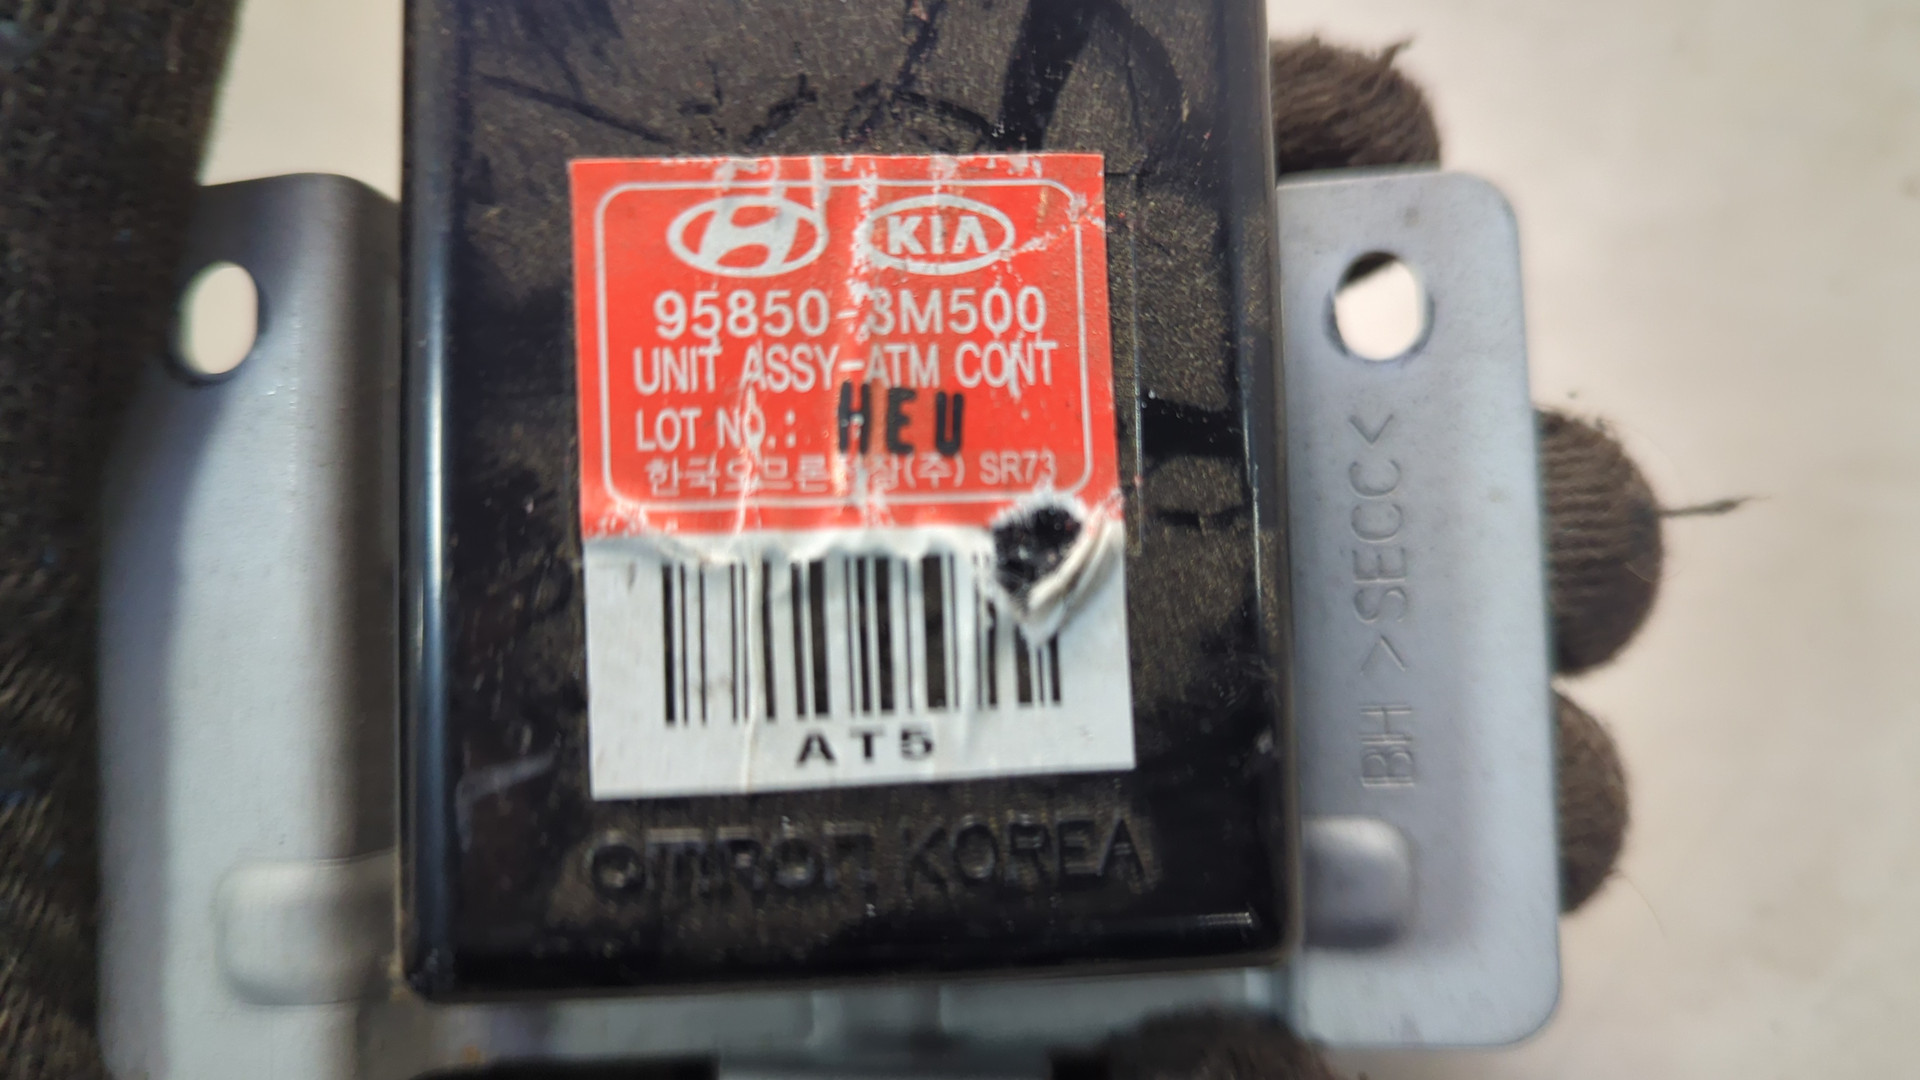 KIA
95850-3M500
UNIT ASSY-ATM CONT
LOT NO.: HEU
한국오므론전장(주) SR73
AT5
OMRON KOREA
BH >SECC<